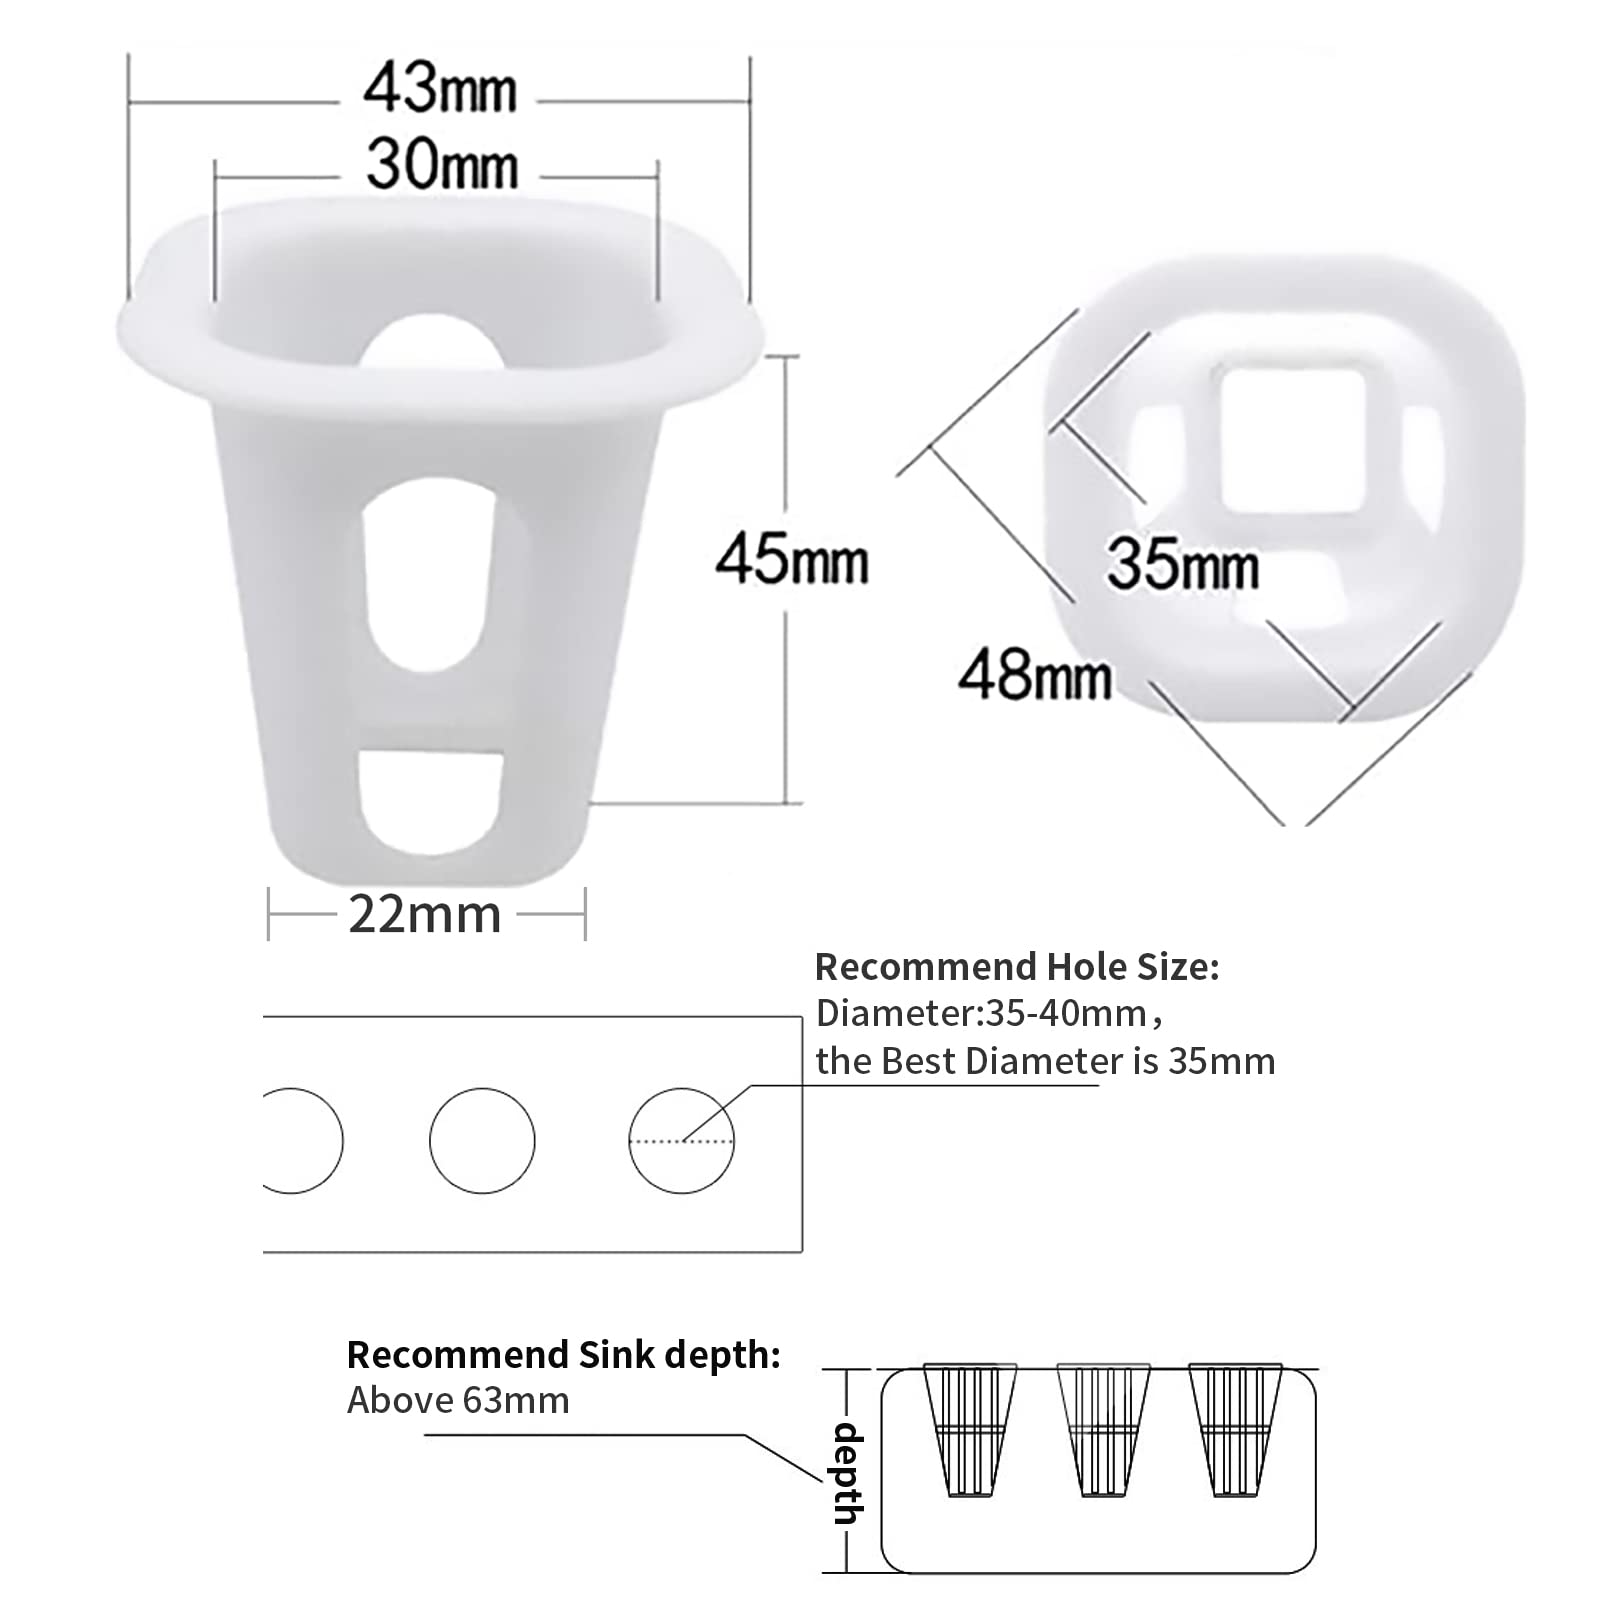 43mm
30mm
45mm
35mm
48mm
22mm
Recommend Hole Size:
Diameter:35-40mm,
the Best Diameter is 35mm
Recommend Sink depth:
Above 63mm
depth